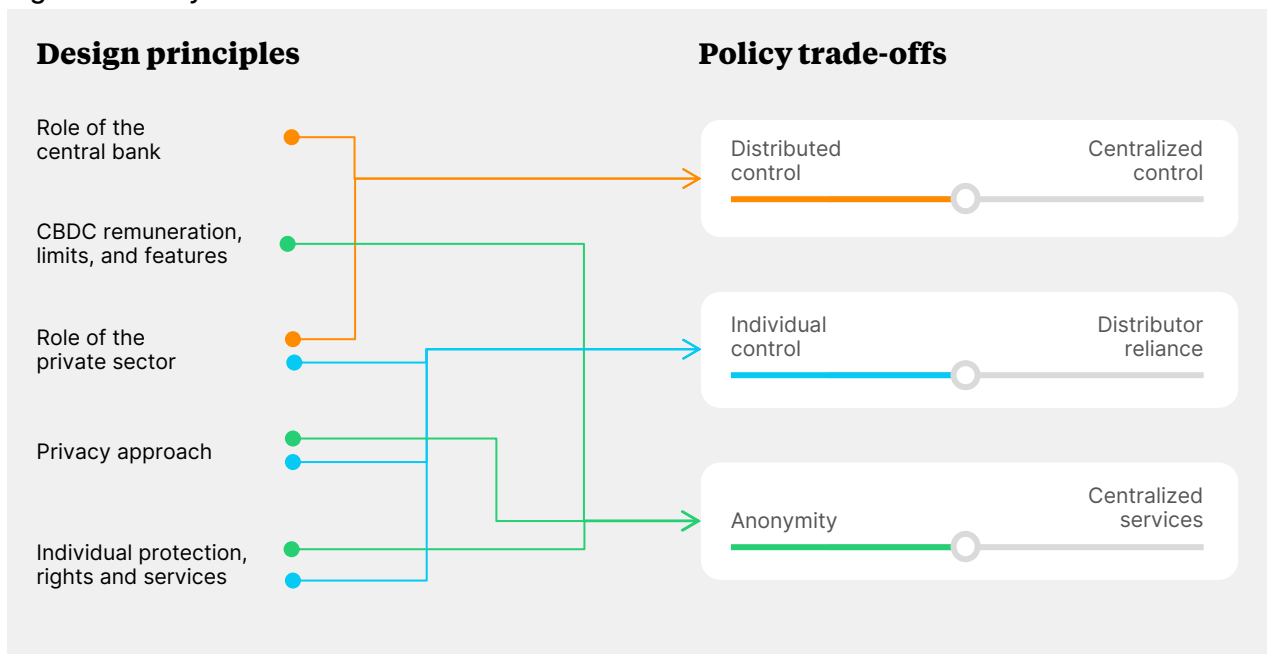 Design principles
Policy trade-offs
Role of the
central bank
CBDC remuneration,
limits, and features
Role of the
private sector
Privacy approach
Individual protection,
rights and services
Distributed
control
Centralized
control
Individual
control
Distributor
reliance
Anonymity
Centralized
services